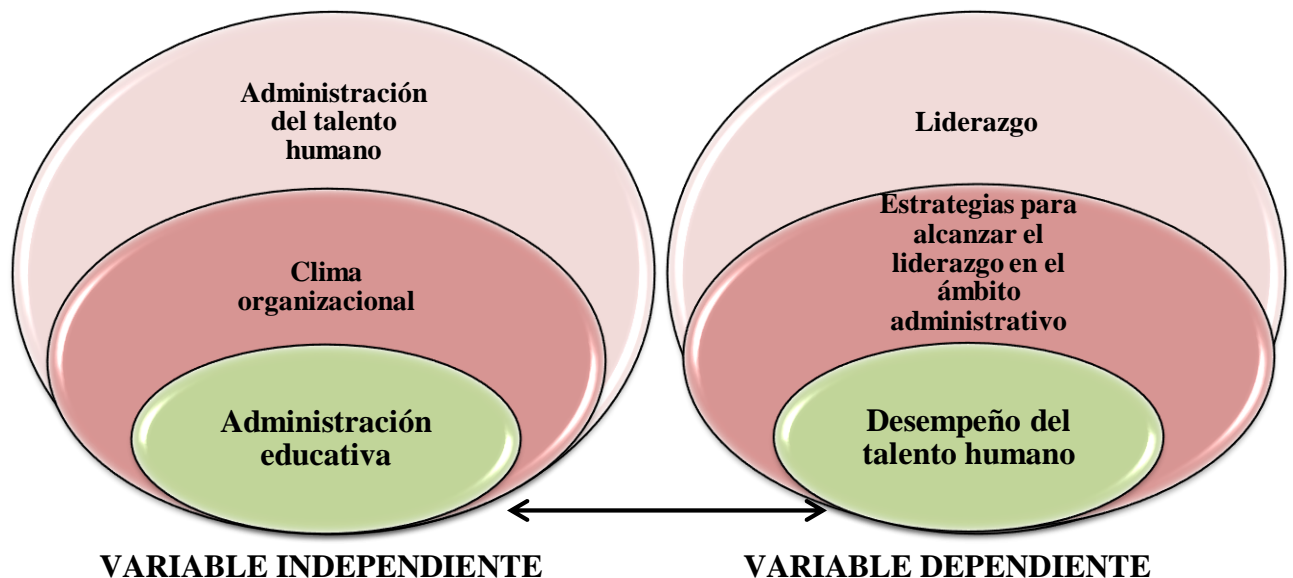 Administración
del talento
humano
Clima
organizacional
Administración
educativa
Liderazgo
Estrategias para
alcanzar el
liderazgo en el
ámbito
administrativo
Desempeño del
talento humano
VARIABLE INDEPENDIENTE
VARIABLE DEPENDIENTE